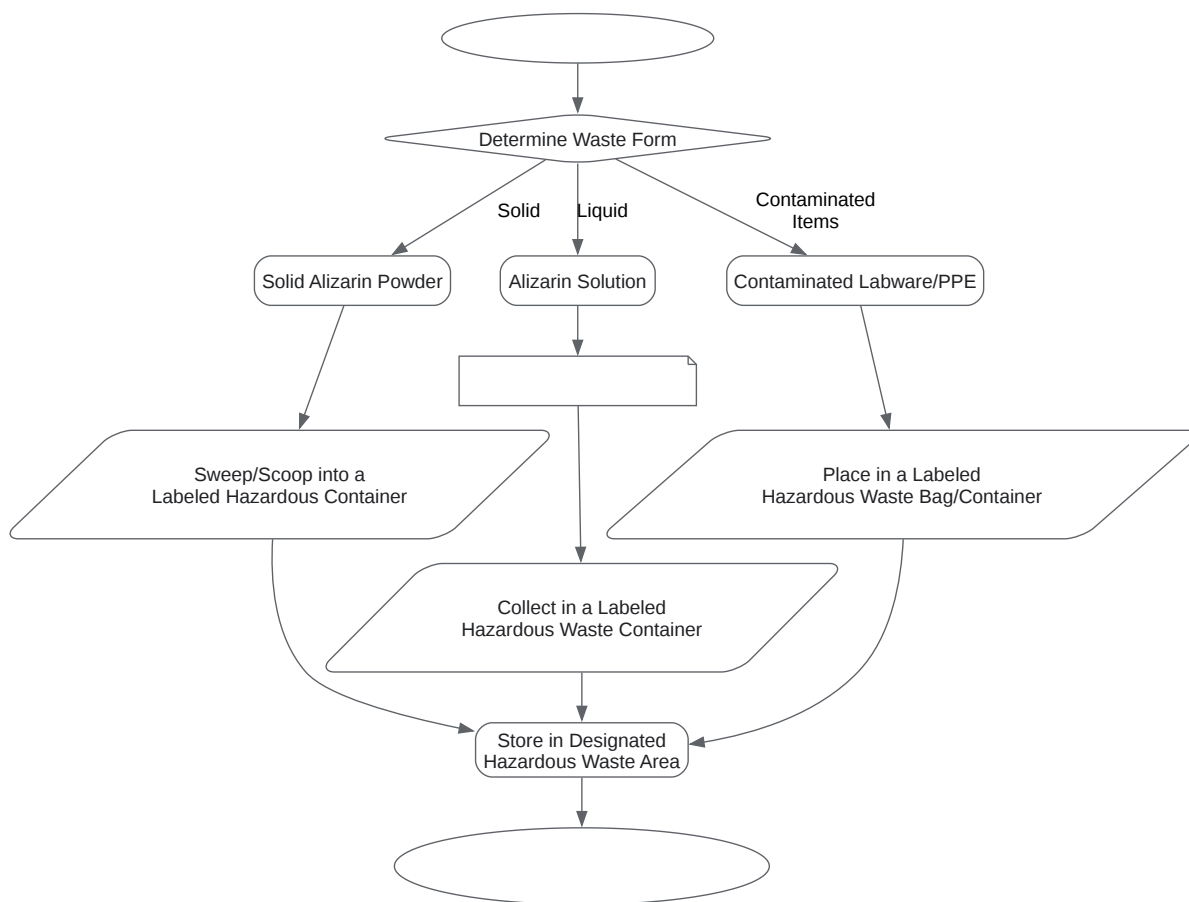 Determine Waste Form
Solid
Liquid
Contaminated
Items
Solid Alizarin Powder
Alizarin Solution
Contaminated Labware/PPE
Sweep/Scoop into a
Labeled Hazardous Container
Place in a Labeled
Hazardous Waste Bag/Container
Collect in a Labeled
Hazardous Waste Container
Store in Designated
Hazardous Waste Area